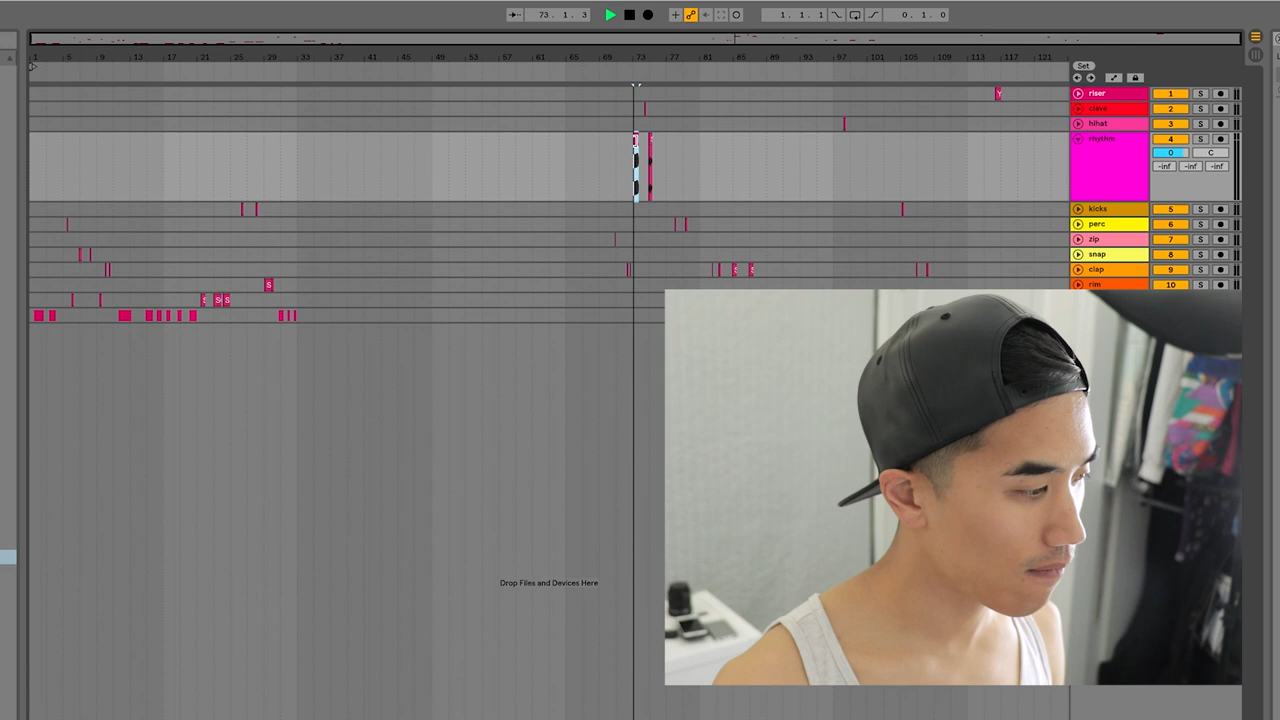 73. 1. 3
1. 1. 1
0. 1. 0
1 5 9 13 17 21 25 29 33 37 41 45 49 53 57 61 65 69 73 77 81 85 89 93 97 101 105 109 113 117 121
Set
riser 1 S
Y
clave 2 S
hihat 3 S
rhythm 4 S
0 C
-inf -inf -inf
kicks 5 S
perc 6 S
zip 7 S
snap 8 S
clap 9 S
rim 10 S
S
S S
Drop Files and Devices Here